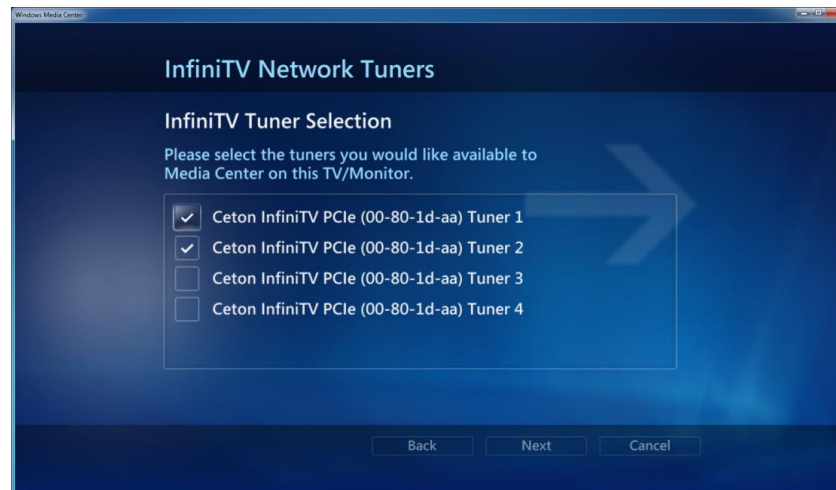 Windows Media Center
InfiniTV Network Tuners
InfiniTV Tuner Selection
Please select the tuners you would like available to
Media Center on this TV/Monitor.
Ceton InfiniTV PCIe (00-80-1d-aa) Tuner 1
Ceton InfiniTV PCIe (00-80-1d-aa) Tuner 2
Ceton InfiniTV PCIe (00-80-1d-aa) Tuner 3
Ceton InfiniTV PCIe (00-80-1d-aa) Tuner 4
Back Next Cancel